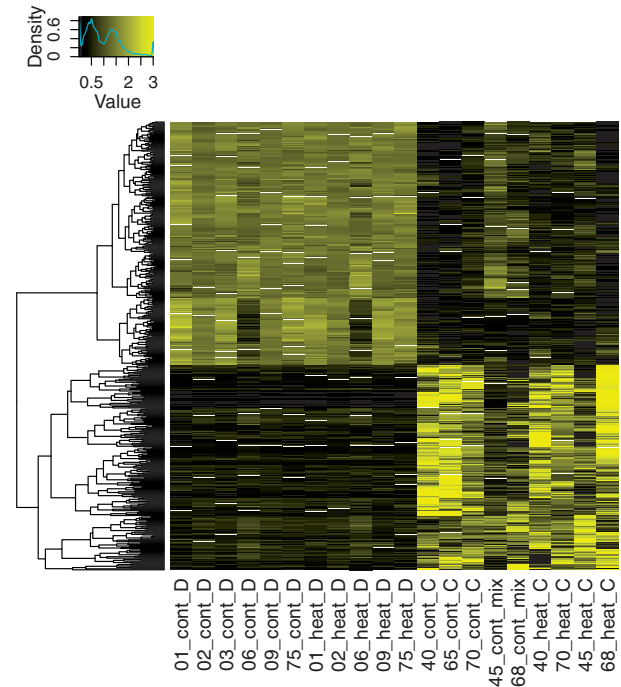 Density
0 0.6
0.5 2 3
Value
01_cont_D
02_cont_D
03_cont_D
06_cont_D
09_cont_D
75_cont_D
01_heat_D
02_heat_D
06_heat_D
09_heat_D
75_heat_D
40_cont_C
65_cont_C
70_cont_C
45_cont_mix
68_cont_mix
40_heat_C
70_heat_C
45_heat_C
68_heat_C